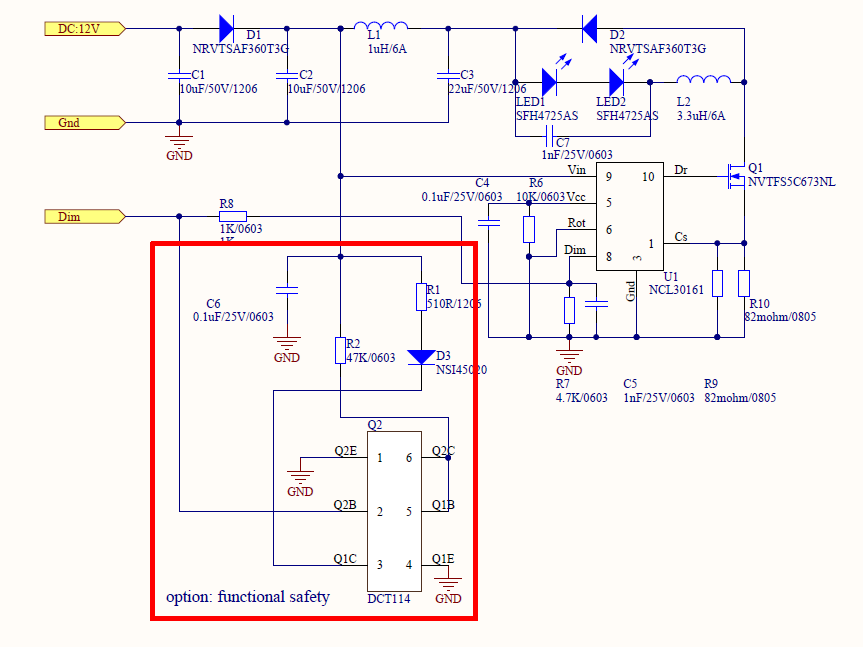 DC:12V
D1
NRVTSAF360T3G
L1
1uH/6A
D2
NRVTSAF360T3G
C1
10uF/50V/1206
C2
10uF/50V/1206
C3
22uF/50V/1206
LED1
SFH4725AS
LED2
SFH4725AS
L2
3.3uH/6A
Gnd
GND
C7
1nF/25V/0603
Vin
9
10
Dr
Q1
NVTFS5C673NL
C4
0.1uF/25V/0603
R6
10K/0603
Vcc
5
Dim
R8
1K/0603
1K
Rot
6
Dim
8
1
Cs
3
Gnd
U1
NCL30161
R10
82mohm/0805
C6
0.1uF/25V/0603
GND
R1
510R/1206
R2
47K/0603
D3
NSI45020
GND
R7
4.7K/0603
C5
1nF/25V/0603
R9
82mohm/0805
Q2
Q2E
1
6
Q2C
GND
Q2B
2
5
Q1B
Q1C
3
4
Q1E
GND
DCT114
option: functional safety